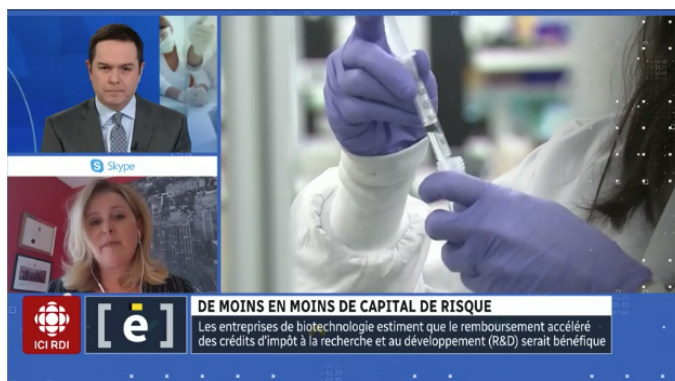 Skype
DE MOINS EN MOINS DE CAPITAL DE RISQUE
Les entreprises de biotechnologie estiment que le remboursement accéléré
des crédits d'impôt à la recherche et au développement (R&D) serait bénéfique
[é]
ICI RDI